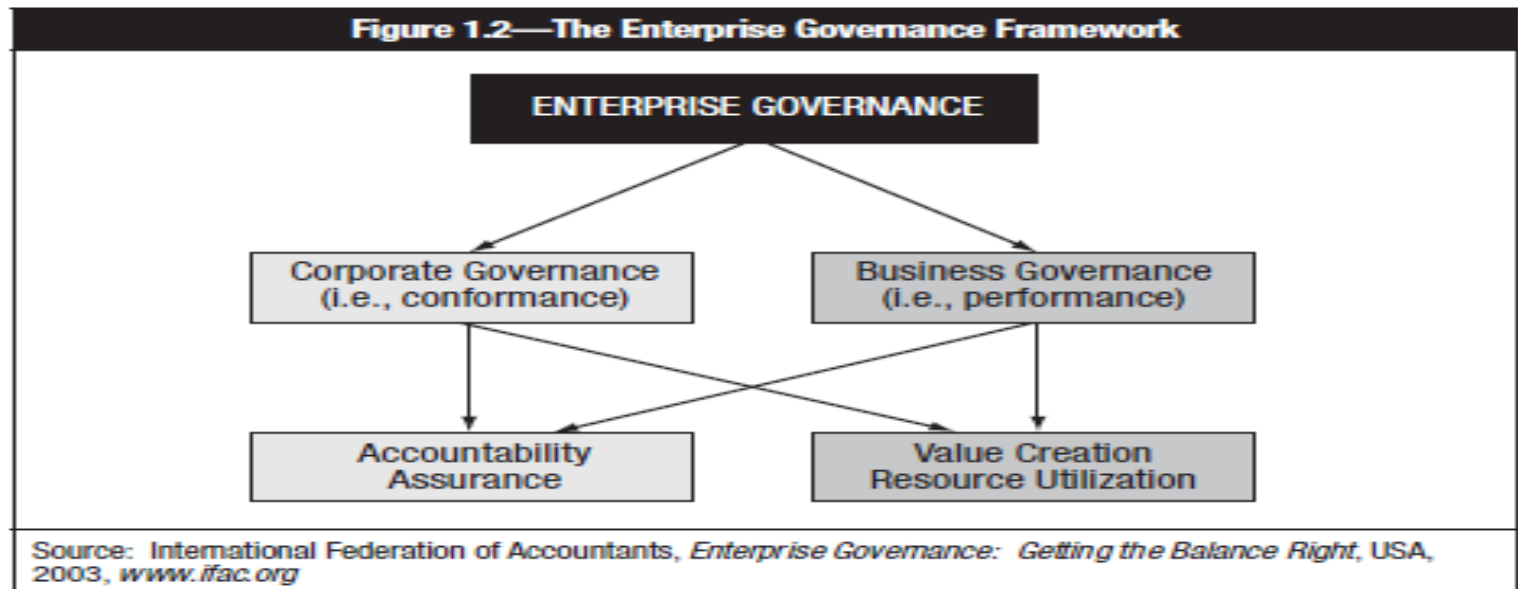 Figure 1.2—The Enterprise Governance Framework
ENTERPRISE GOVERNANCE
Corporate Governance
(i.e., conformance)
Business Governance
(i.e., performance)
Accountability
Assurance
Value Creation
Resource Utilization
Source: International Federation of Accountants, Enterprise Governance: Getting the Balance Right, USA,
2003, www.ifac.org